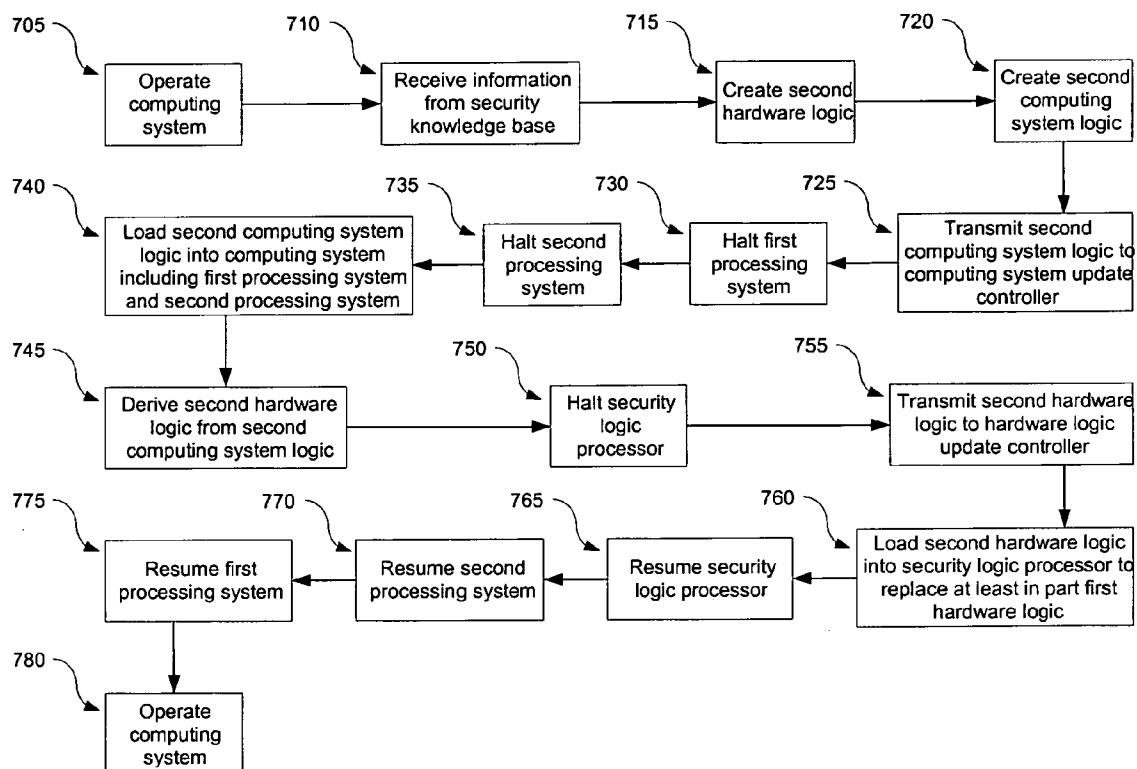 705
Operate
computing
system
710
Receive information
from security
knowledge base
715
Create second
hardware logic
720
Create second
computing
system logic
725
Transmit second
computing system logic to
computing system update
controller
730
Halt first
processing
system
735
Halt second
processing
system
740
Load second computing system
logic into computing system
including first processing system
and second processing system
745
Derive second hardware
logic from second
computing system logic
750
Halt security
logic
processor
755
Transmit second hardware
logic to hardware logic
update controller
760
Load second hardware logic
into security logic processor to
replace at least in part first
hardware logic
765
Resume security
logic processor
770
Resume second
processing system
775
Resume first
processing system
780
Operate
computing
system